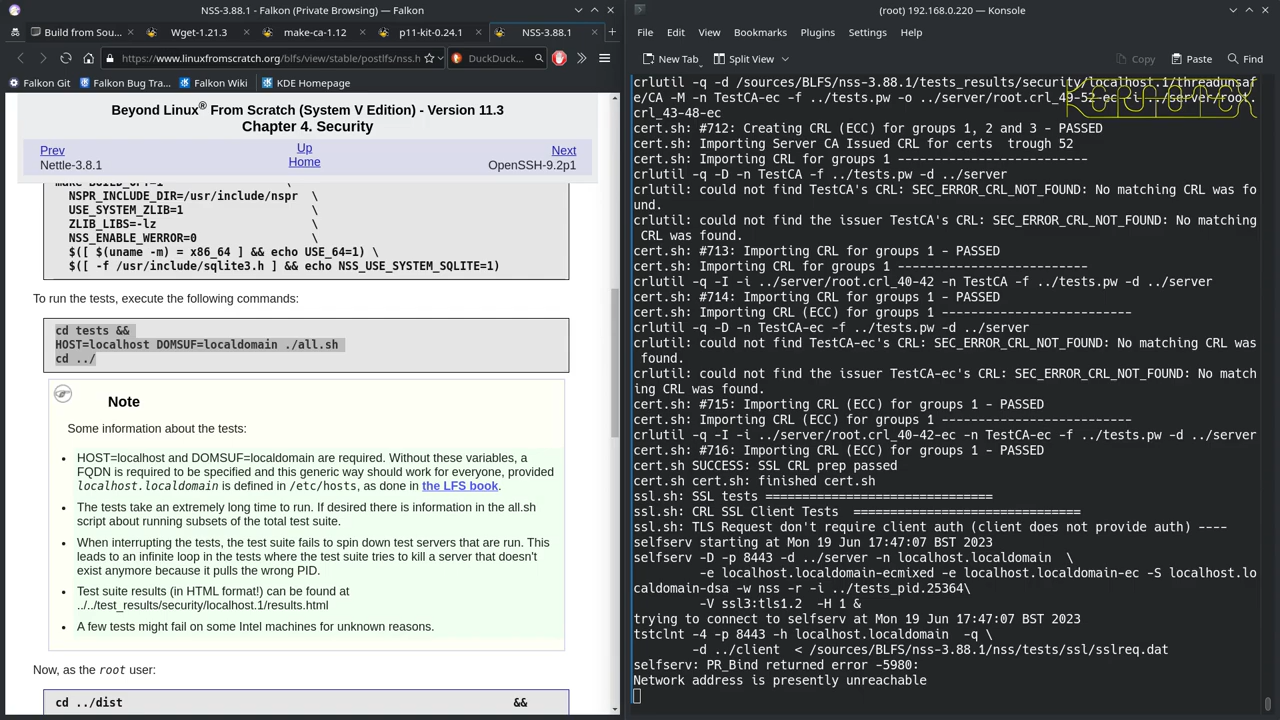 NSS-3.88.1 - Falkon (Private Browsing) — Falkon
Build from Sou...
Wget-1.21.3
make-ca-1.12
p11-kit-0.24.1
NSS-3.88.1
https://www.linuxfromscratch.org/blfs/view/stable/postlfs/nss.h
DuckDuck...
Falkon Git
Falkon Bug Tra...
Falkon Wiki
KDE Homepage
Beyond Linux® From Scratch (System V Edition) - Version 11.3
Chapter 4. Security
Prev
Nettle-3.8.1
Up
Home
Next
OpenSSH-9.2p1
make BUILD_OPT=1 \
NSPR_INCLUDE_DIR=/usr/include/nspr \
USE_SYSTEM_ZLIB=1 \
ZLIB_LIBS=-lz \
NSS_ENABLE_WERROR=0 \
$([ $(uname -m) = x86_64 ] && echo USE_64=1) \
$([ -f /usr/include/sqlite3.h ] && echo NSS_USE_SYSTEM_SQLITE=1)
To run the tests, execute the following commands:
cd tests &&
HOST=localhost DOMSUF=localdomain ./all.sh
cd ../
Note
Some information about the tests:
• HOST=localhost and DOMSUF=localdomain are required. Without these variables, a
FQDN is required to be specified and this generic way should work for everyone, provided
localhost.localdomain is defined in /etc/hosts, as done in the LFS book.
• The tests take an extremely long time to run. If desired there is information in the all.sh
script about running subsets of the total test suite.
• When interrupting the tests, the test suite fails to spin down test servers that are run. This
leads to an infinite loop in the tests where the test suite tries to kill a server that doesn't
exist anymore because it pulls the wrong PID.
• Test suite results (in HTML format!) can be found at
../../test_results/security/localhost.1/results.html
• A few tests might fail on some Intel machines for unknown reasons.
Now, as the root user:
cd ../dist &&
(root) 192.168.0.220 — Konsole
File Edit View Bookmarks Plugins Settings Help
New Tab
Split View
Copy
Paste
Find
crlutil -q -d /sources/BLFS/nss-3.88.1/tests_results/security/localhost.1/threadunsaf
e/CA -M -n TestCA-ec -f ../tests.pw -o ../server/root.crl_49-52-ec -i ../server/root.
crl_43-48-ec
cert.sh: #712: Creating CRL (ECC) for groups 1, 2 and 3 - PASSED
cert.sh: Importing Server CA Issued CRL for certs  trough 52
cert.sh: Importing CRL for groups 1 -------------------------
crlutil -q -D -n TestCA -f ../tests.pw -d ../server
crlutil: could not find TestCA's CRL: SEC_ERROR_CRL_NOT_FOUND: No matching CRL was fo
und.
crlutil: could not find the issuer TestCA's CRL: SEC_ERROR_CRL_NOT_FOUND: No matching
 CRL was found.
cert.sh: #713: Importing CRL for groups 1 - PASSED
cert.sh: Importing CRL for groups 1 -------------------------
crlutil -q -I -i ../server/root.crl_40-42 -n TestCA -f ../tests.pw -d ../server
cert.sh: #714: Importing CRL for groups 1 - PASSED
cert.sh: Importing CRL (ECC) for groups 1 -------------------------
crlutil -q -D -n TestCA-ec -f ../tests.pw -d ../server
crlutil: could not find TestCA-ec's CRL: SEC_ERROR_CRL_NOT_FOUND: No matching CRL was
 found.
crlutil: could not find the issuer TestCA-ec's CRL: SEC_ERROR_CRL_NOT_FOUND: No match
ing CRL was found.
cert.sh: #715: Importing CRL (ECC) for groups 1 - PASSED
cert.sh: Importing CRL (ECC) for groups 1 -------------------------
crlutil -q -I -i ../server/root.crl_40-42-ec -n TestCA-ec -f ../tests.pw -d ../server
cert.sh: #716: Importing CRL (ECC) for groups 1 - PASSED
cert.sh SUCCESS: SSL CRL prep passed
cert.sh cert.sh: finished cert.sh
ssl.sh: SSL tests ==============================
ssl.sh: CRL SSL Client Tests  ==============================
ssl.sh: TLS Request don't require client auth (client does not provide auth) ----
selfserv starting at Mon 19 Jun 17:47:07 BST 2023
selfserv -D -p 8443 -d ../server -n localhost.localdomain  \
-e localhost.localdomain-ecmixed -e localhost.localdomain-ec -S localhost.lo
caldomain-dsa -w nss -r -i ../tests_pid.25364\
-V ssl3:tls1.2  -H 1 &
trying to connect to selfserv at Mon 19 Jun 17:47:07 BST 2023
tstclnt -4 -p 8443 -h localhost.localdomain  -q \
-d ../client  < /sources/BLFS/nss-3.88.1/nss/tests/ssl/sslreq.dat
selfserv: PR_Bind returned error -5980:
Network address is presently unreachable